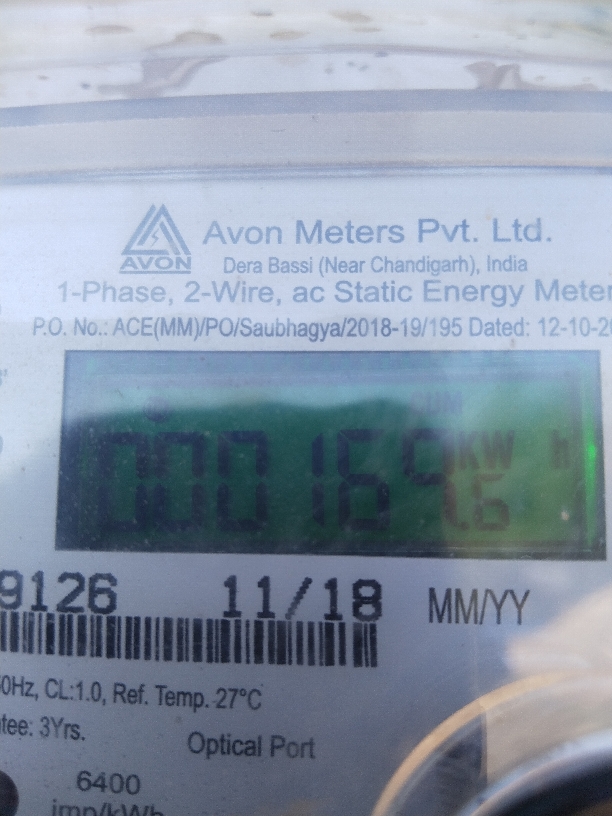 AVON
Avon Meters Pvt. Ltd.
Dera Bassi (Near Chandigarh), India
1-Phase, 2-Wire, ac Static Energy Meter
P.O. No.: ACE(MM)/PO/Saubhagya/2018-19/195 Dated: 12-10-20
CUM
000169.6 KW h
9126 11/18 MM/YY
50Hz, CL:1.0, Ref. Temp. 27°C
tee: 3Yrs.
Optical Port
6400
imp/kWh